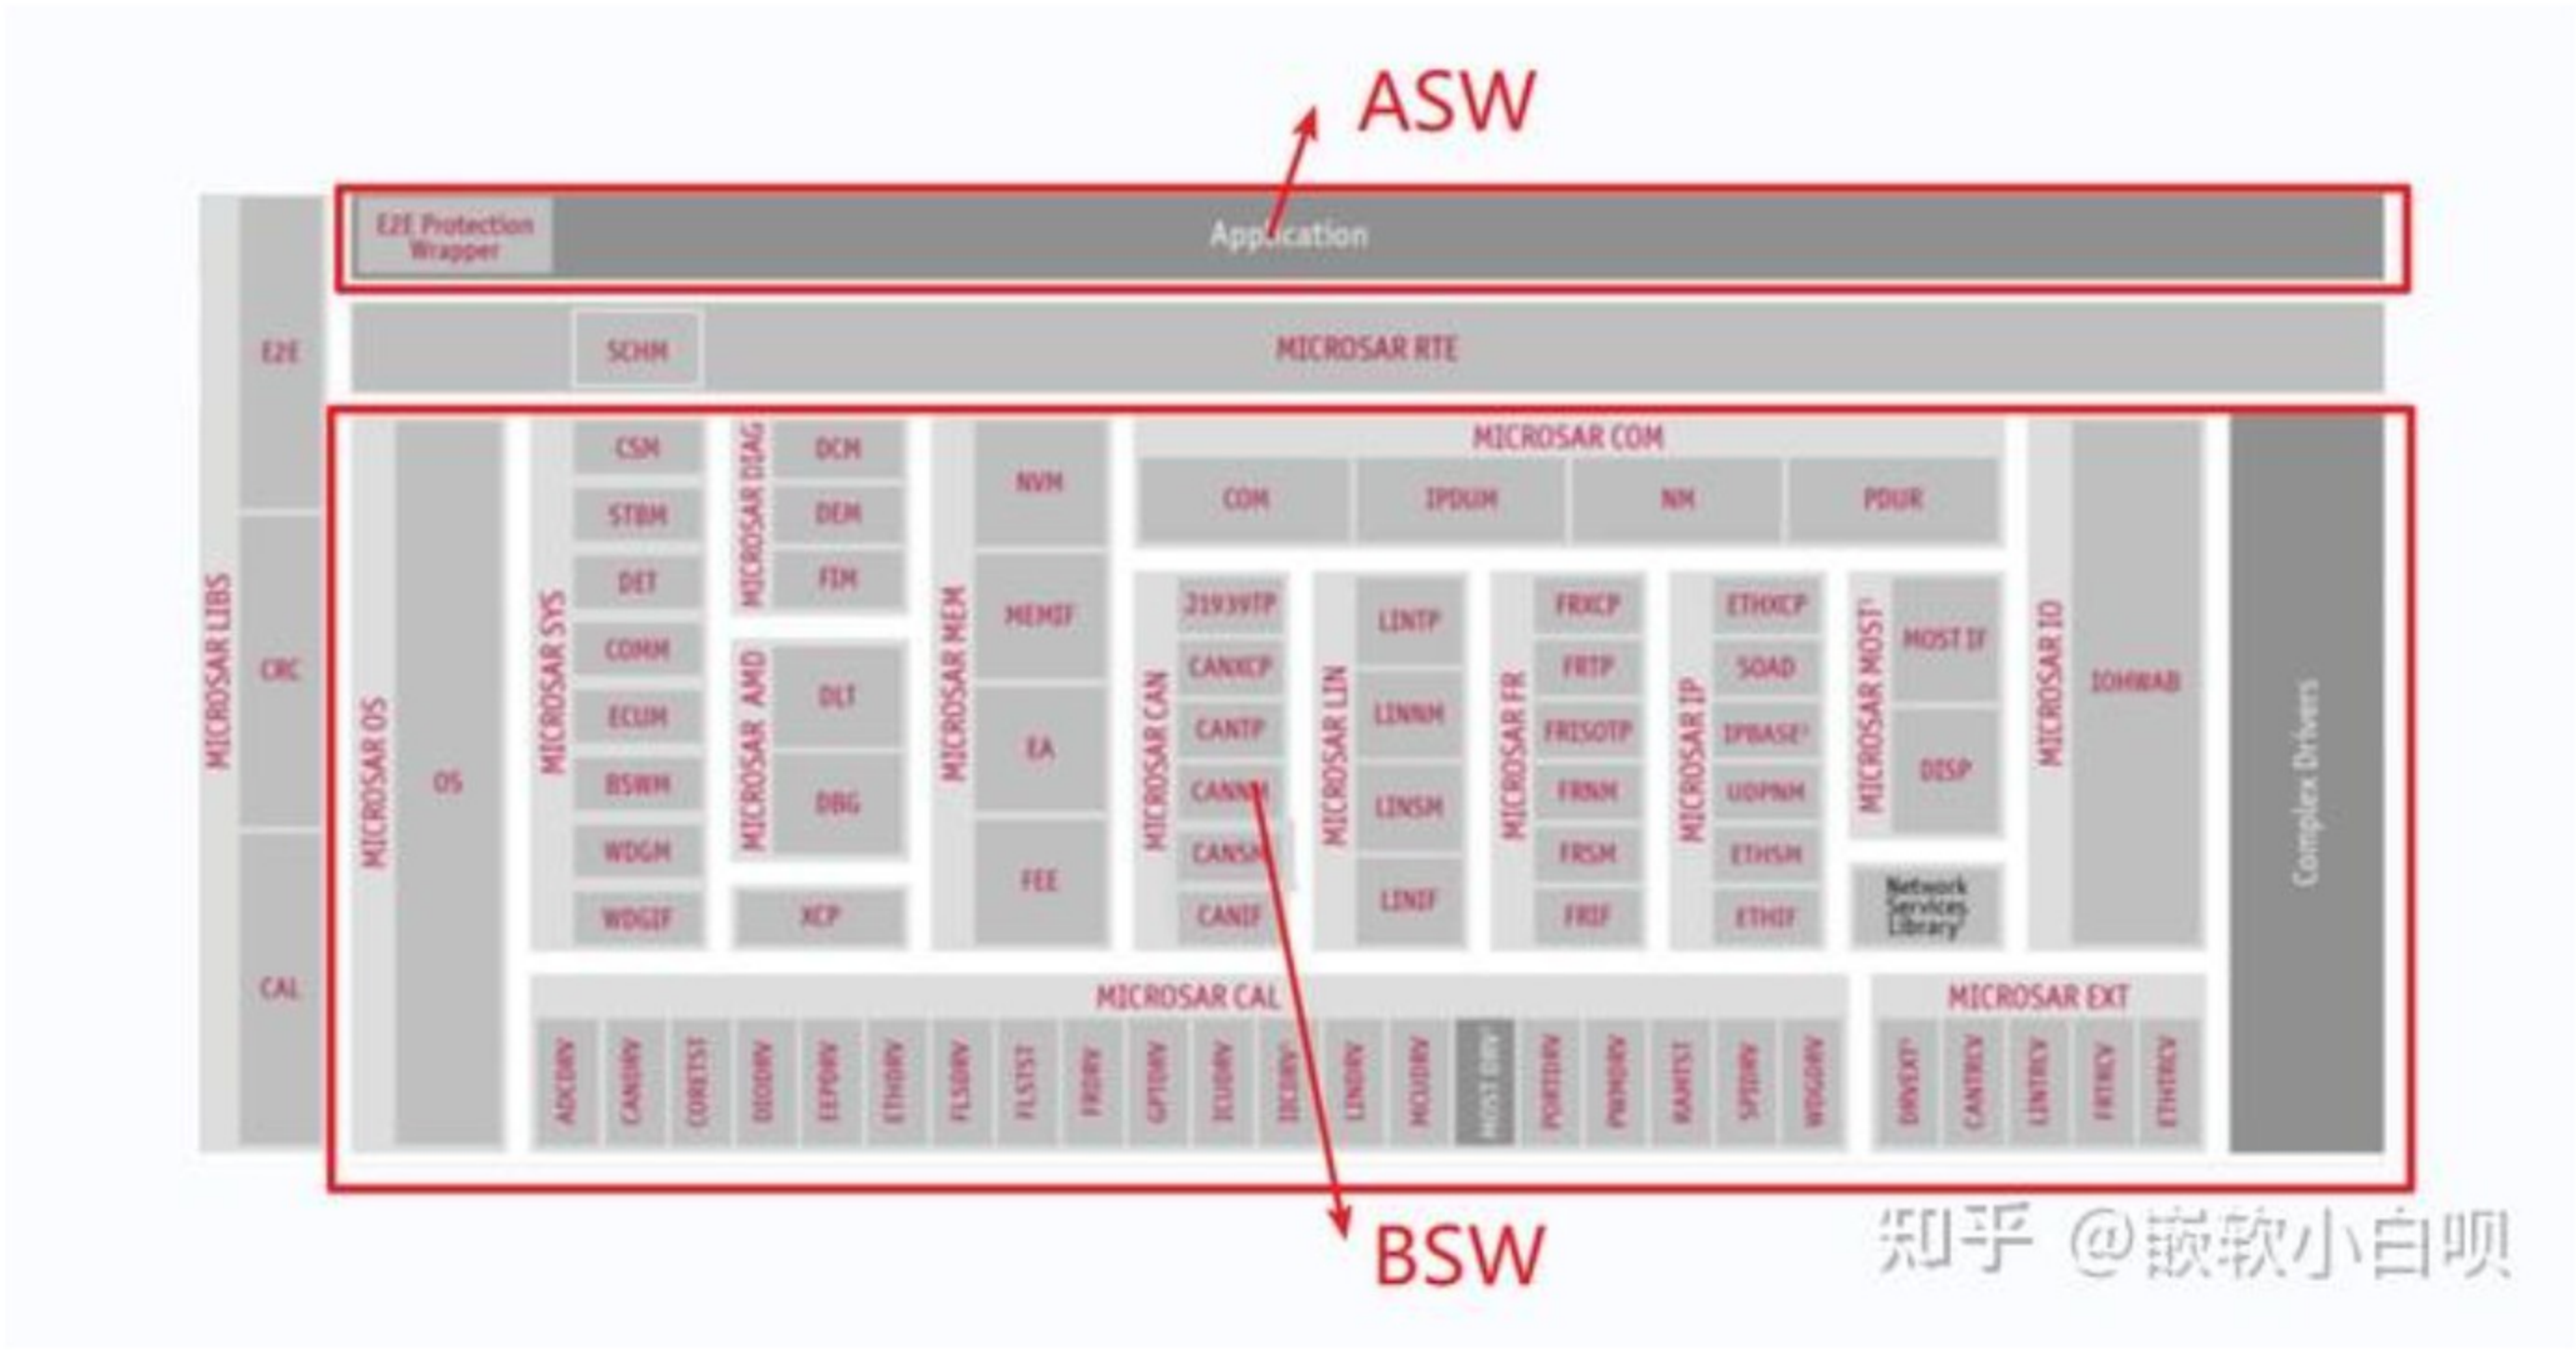 ASW
E2E Protection
Wrapper
Application
SCHM
MICROSAR RTE
MICROSAR LIBS
E2E
CRC
CAL
MICROSAR OS
OS
MICROSAR SYS
CSM
STBM
DET
COMM
ECUM
BSWM
WDGM
WDGIF
MICROSAR DIAG
DCM
DEM
FIM
MICROSAR AMD
DLT
DBG
XCP
MICROSAR MEM
NVM
MEMIF
EA
FEE
MICROSAR COM
COM
IPDUM
NM
PDUR
MICROSAR CAN
J1939TP
CANXCP
CANTP
CANNM
CANSM
CANIF
MICROSAR LIN
LINTP
LINNM
LINSM
LINIF
MICROSAR FR
FRXCP
FRTP
FRISOTP
FRNM
FRSM
FRIF
MICROSAR IP
ETHXCP
SOAD
IPBASE
UDPNM
ETHSM
ETHIF
MICROSAR MOST¹
MOST IF
DISP
Network
Services
Library
MICROSAR IO
IOHWAB
Complex Drivers
MICROSAR CAL
ADCDRV
CANDRV
CORETST
DIODRV
EEPDRV
ETHDRV
FLSDRV
FLSTST
FRDRV
GPTDRV
ICUDRV
IICDRV
LINDRV
MCUDRV
MOST DRV
PORTDRV
PWMDRV
RAMTST
SPIDRV
WDGDRV
MICROSAR EXT
DRVEXT
CANTRCV
LINTRCV
FRTRCV
ETHTRCV
BSW
知乎 @嵌软小白呗